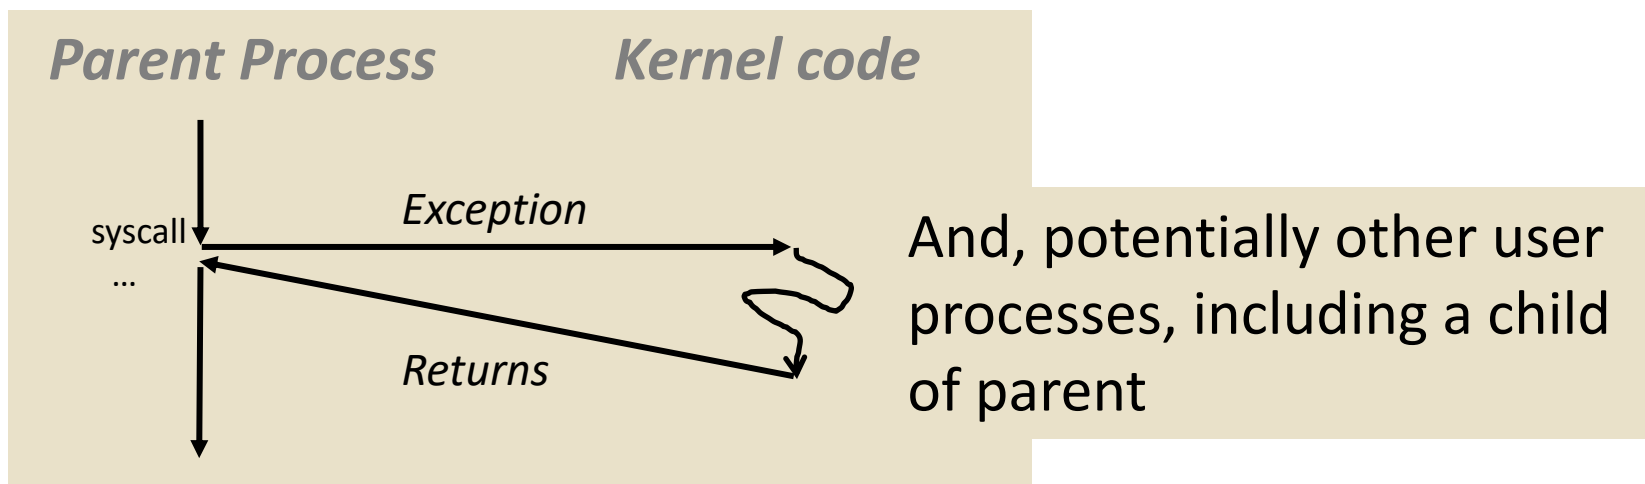 Parent Process
Kernel code
Exception
syscall
…
Returns
And, potentially other user
processes, including a child
of parent